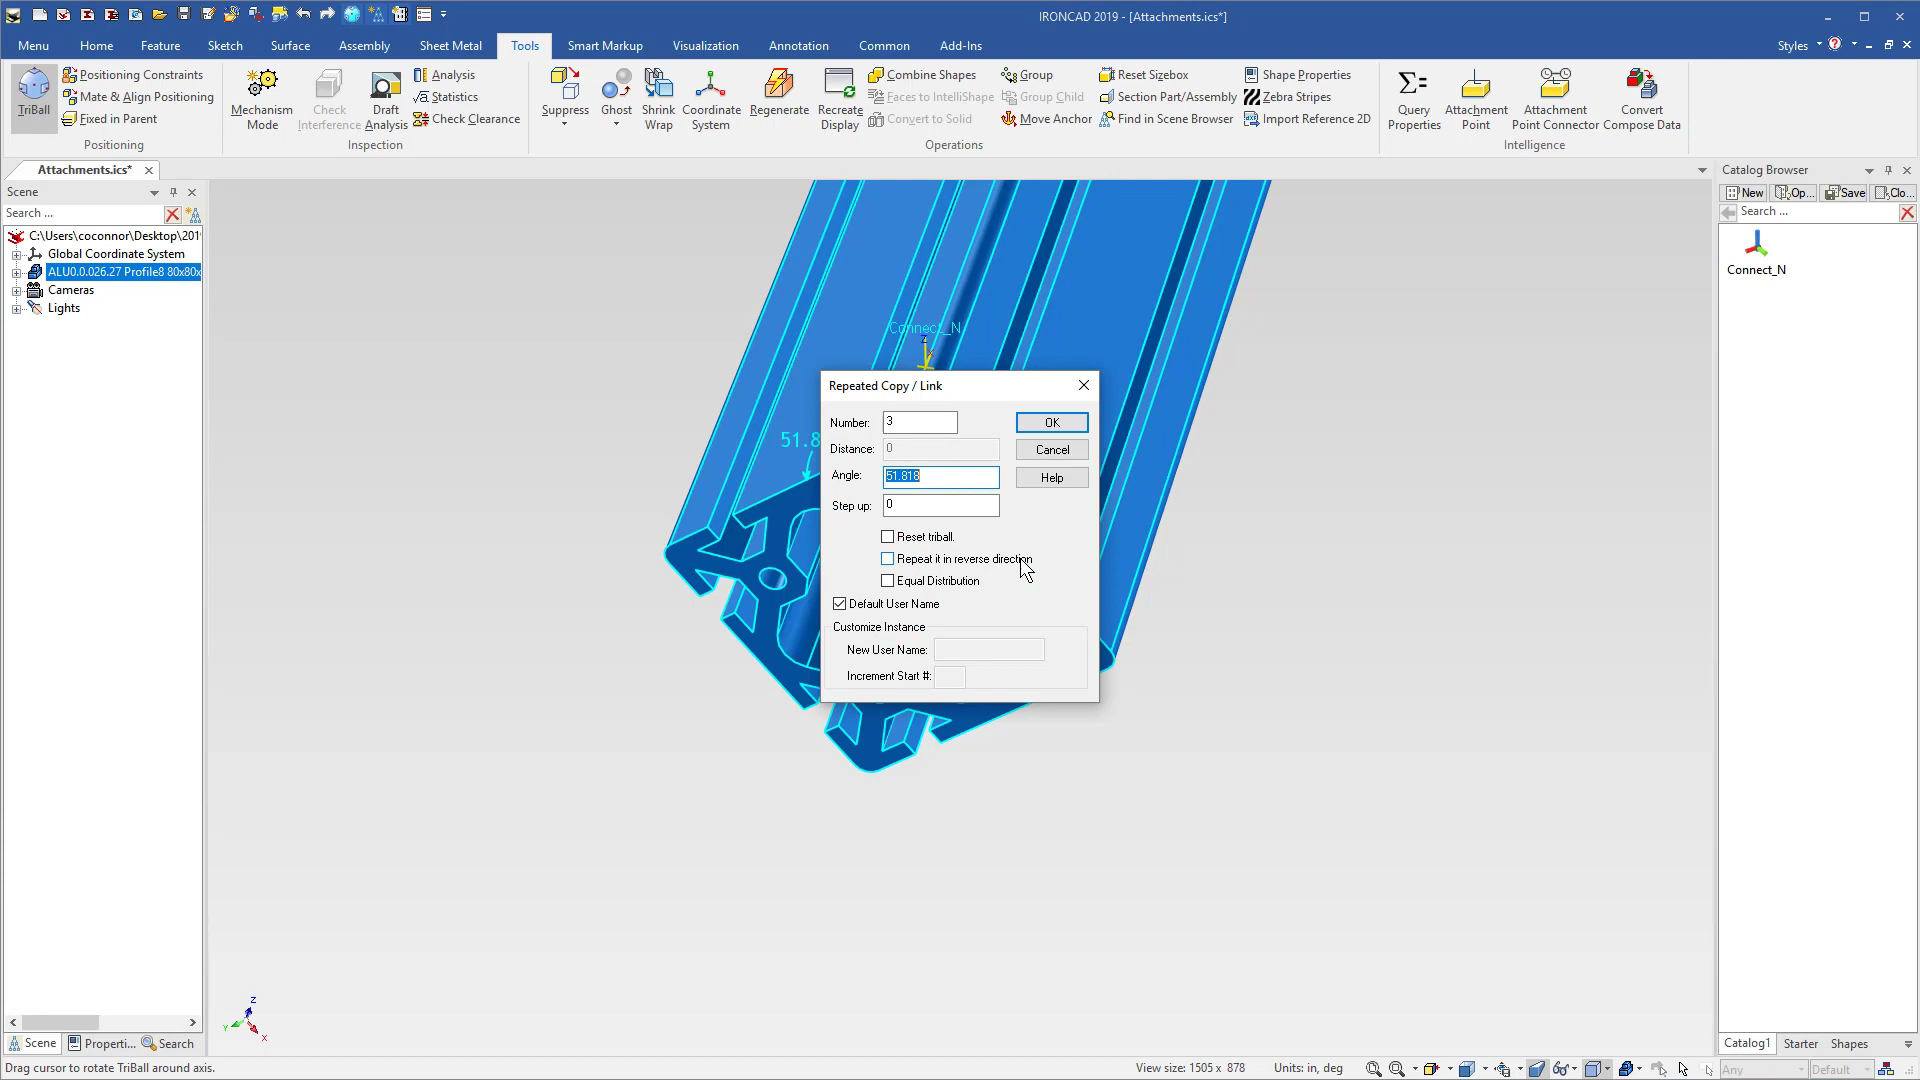 IRONCAD 2019 - [Attachments.ics*]
Menu Home Feature Sketch Surface Assembly Sheet Metal Tools Smart Markup Visualization Annotation Common Add-Ins Styles
TriBall
Positioning Constraints
Mate & Align Positioning
Fixed in Parent
Positioning
Mechanism Mode
Check Interference
Draft Analysis
Analysis
Statistics
Check Clearance
Inspection
Suppress
Ghost
Shrink Wrap
Coordinate System
Regenerate
Recreate Display
Combine Shapes
Faces to IntelliShape
Convert to Solid
Group
Group Child
Move Anchor
Reset Sizebox
Section Part/Assembly
Find in Scene Browser
Shape Properties
Zebra Stripes
Import Reference 2D
Operations
Query Properties
Attachment Point
Attachment Point Connector
Convert Compose Data
Intelligence
Attachments.ics*
Scene
Search ...
C:\Users\coconnor\Desktop\201
Global Coordinate System
ALU0.0.026.27 Profile8 80x80x
Cameras
Lights
Connect_N
Z
51.8
Repeated Copy / Link
Number: 3
OK
Distance: 0
Cancel
Angle: 51.818
Help
Step up: 0
Reset triball.
Repeat it in reverse direction
Equal Distribution
Default User Name
Customize Instance
New User Name:
Increment Start #:
Z
Y
X
Catalog Browser
New Op... Save Clo...
Search ...
Connect_N
Scene Properti... Search
Catalog1 Starter Shapes
Drag cursor to rotate TriBall around axis.
View size: 1505 x 878
Units: in, deg
Any
Default